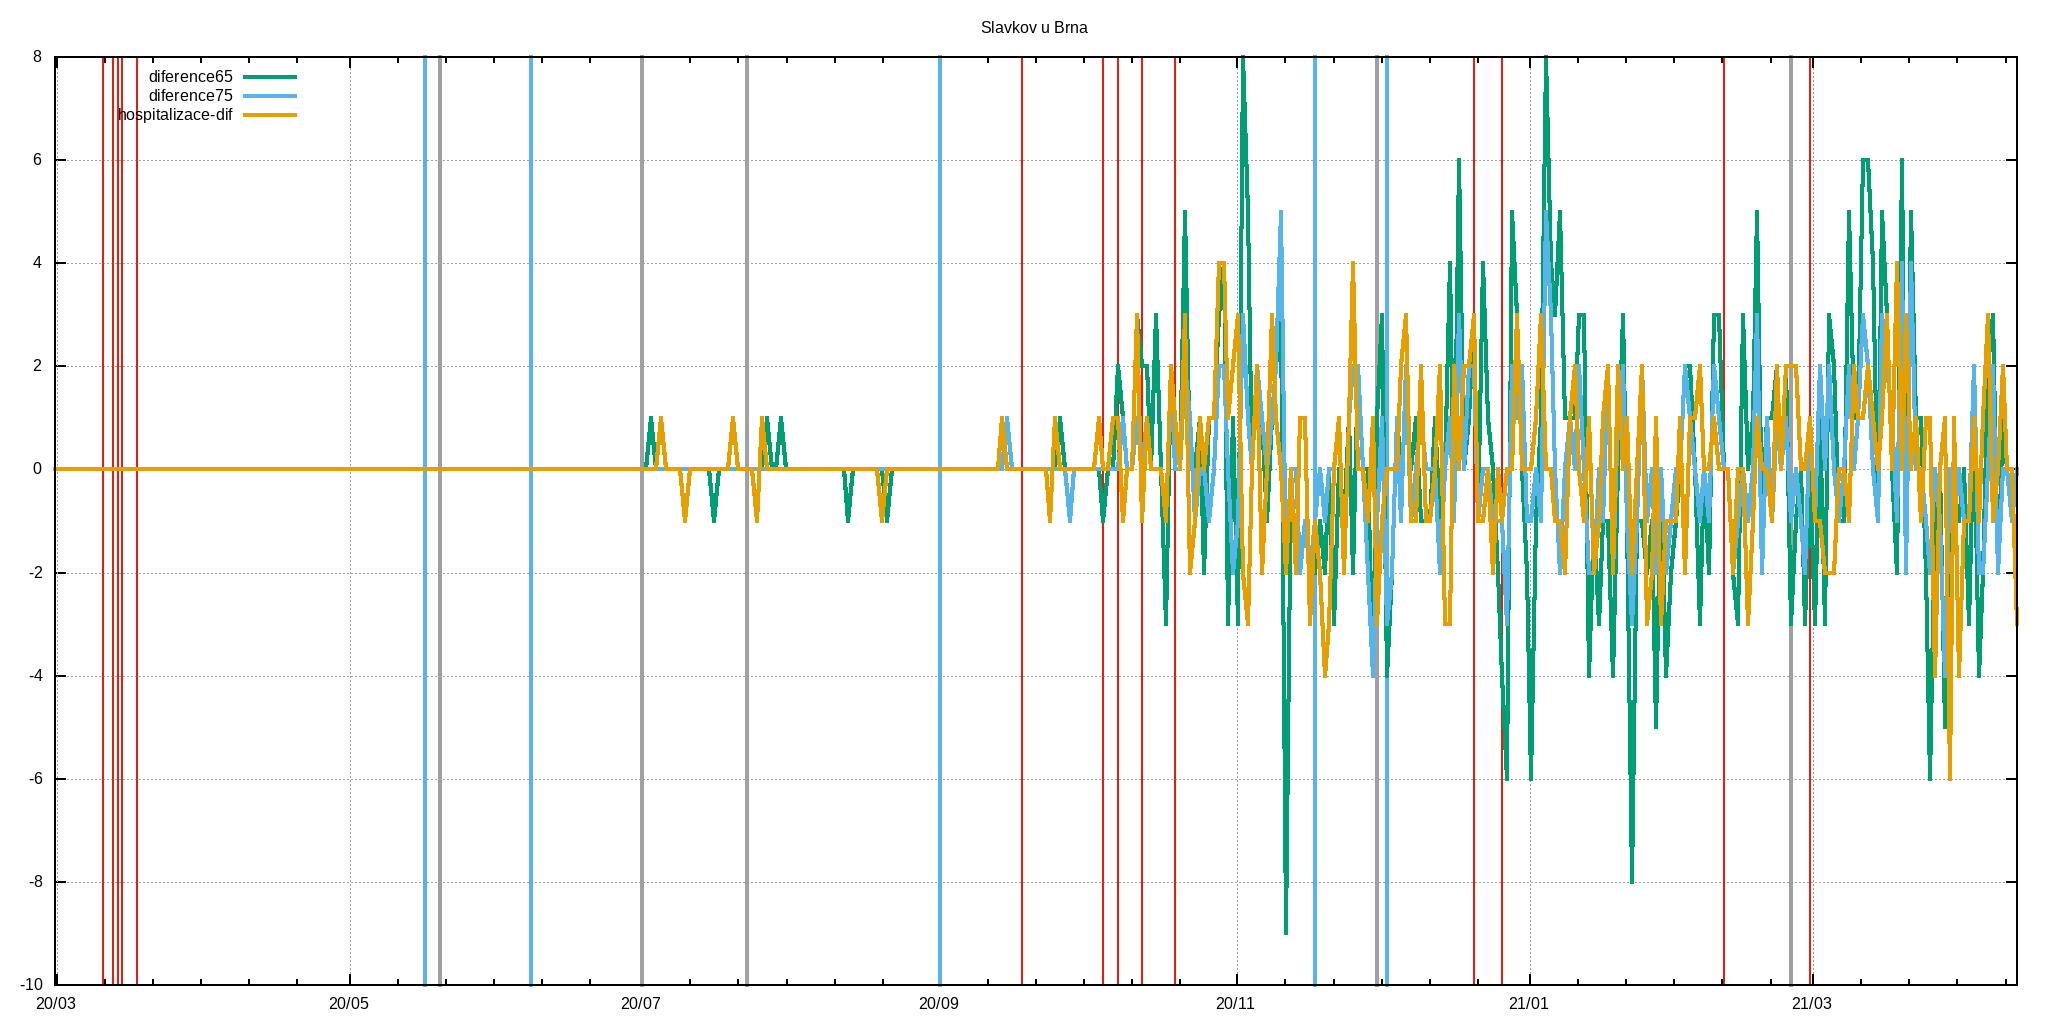 Slavkov u Brna
8
diference65
diference75
hospitalizace-dif
6
4
2
0
-2
-4
-6
-8
-10
20/03 20/05 20/07 20/09 20/11 21/01 21/03